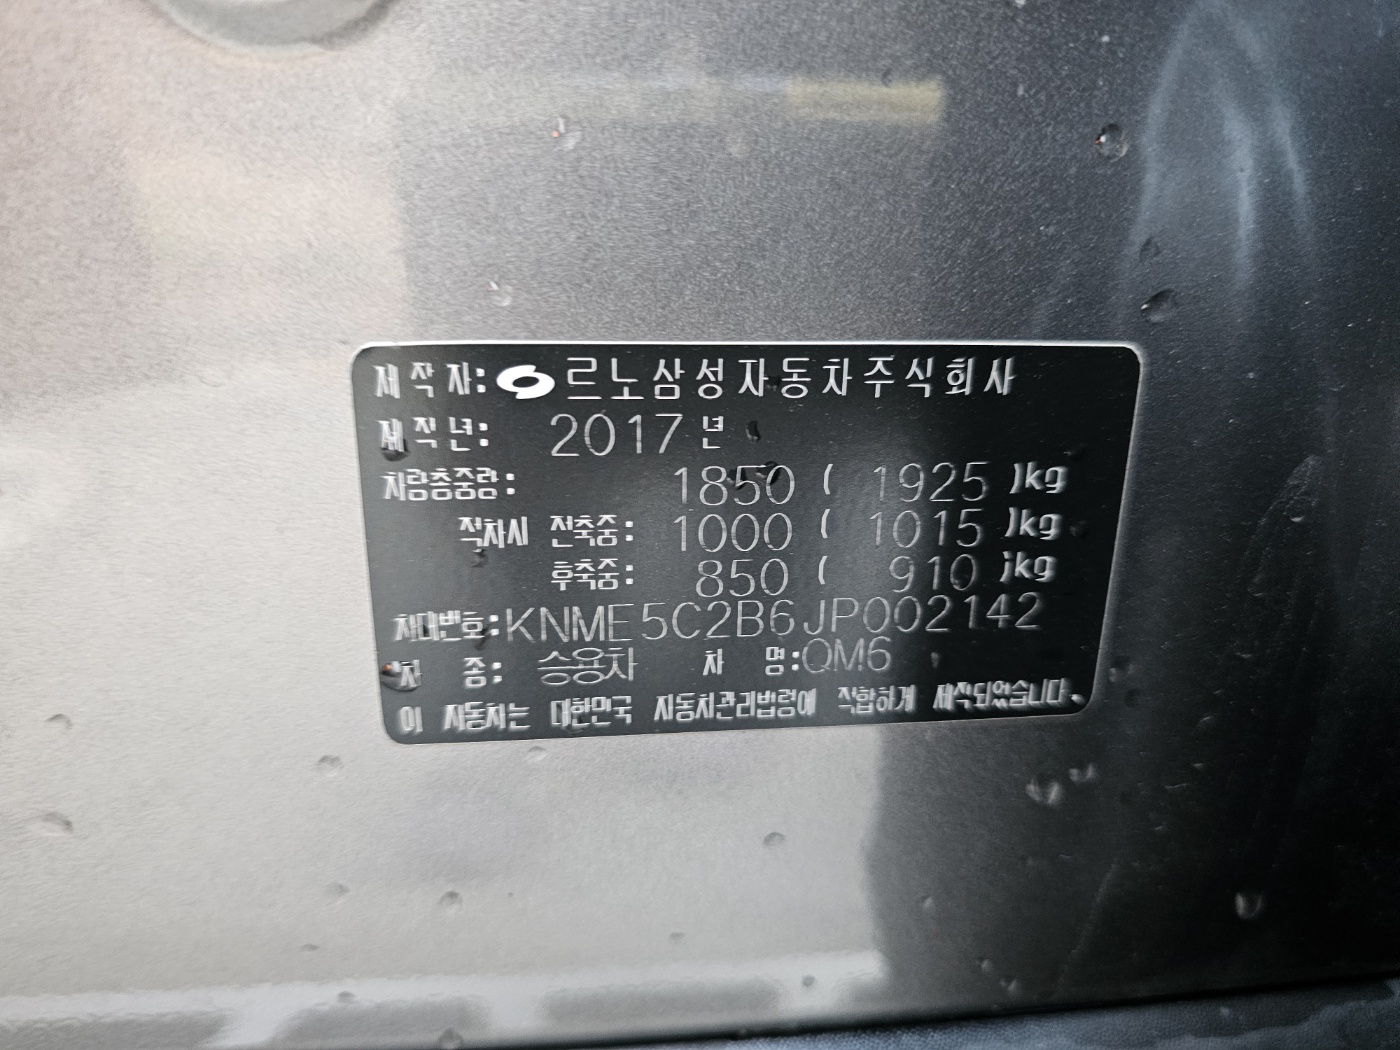 제작자: 르노삼성자동차주식회사
제작년: 2017 년
차량총중량: 1850 ( 1925 )kg
적차시 전축중: 1000 ( 1015 )kg
후축중: 850 ( 910 )kg
차대번호:KNME5C2B6JP002142
차 종: 승용차 차 명:QM6
이 자동차는 대한민국 자동차관리법령에 적합하게 제작되었습니다.